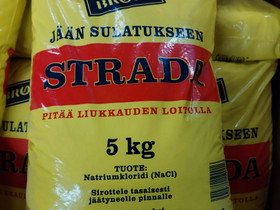 JÄÄN SULATUKSEEN
STRADA
PITÄÄ LIUKKAUDEN LOITOLLA
5 kg
TUOTE:
Natriumkloridi (NaCl)
Sirottele tasaisesti
jäätyneelle pinnalle